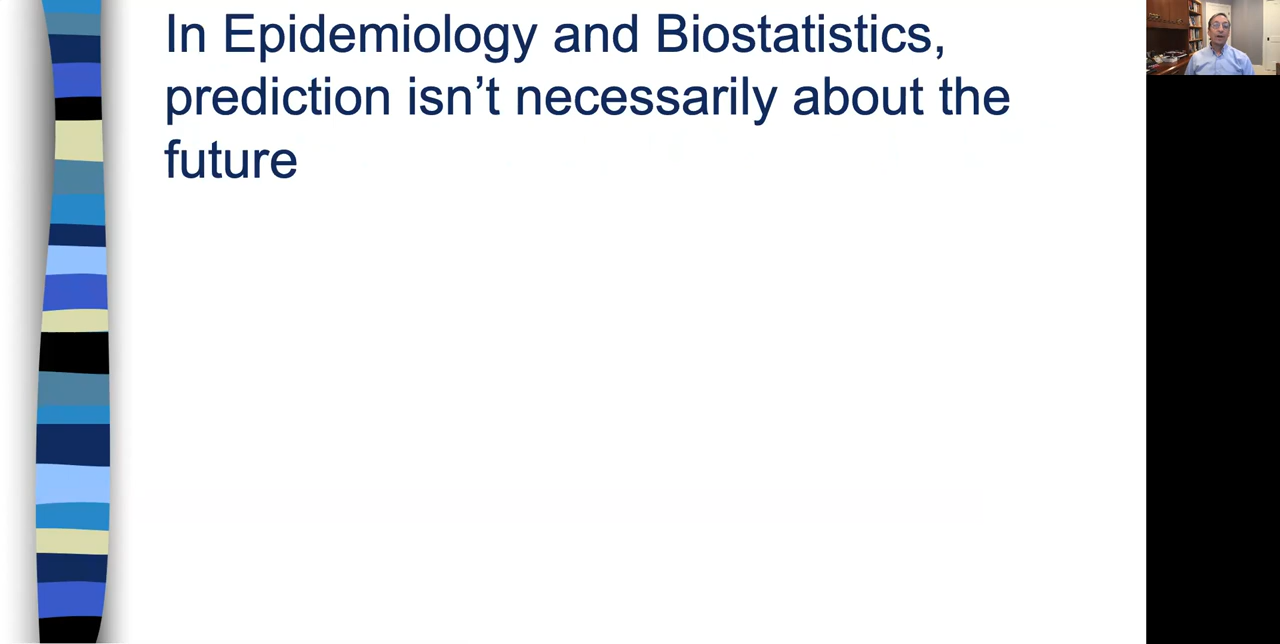 In Epidemiology and Biostatistics,
prediction isn’t necessarily about the
future